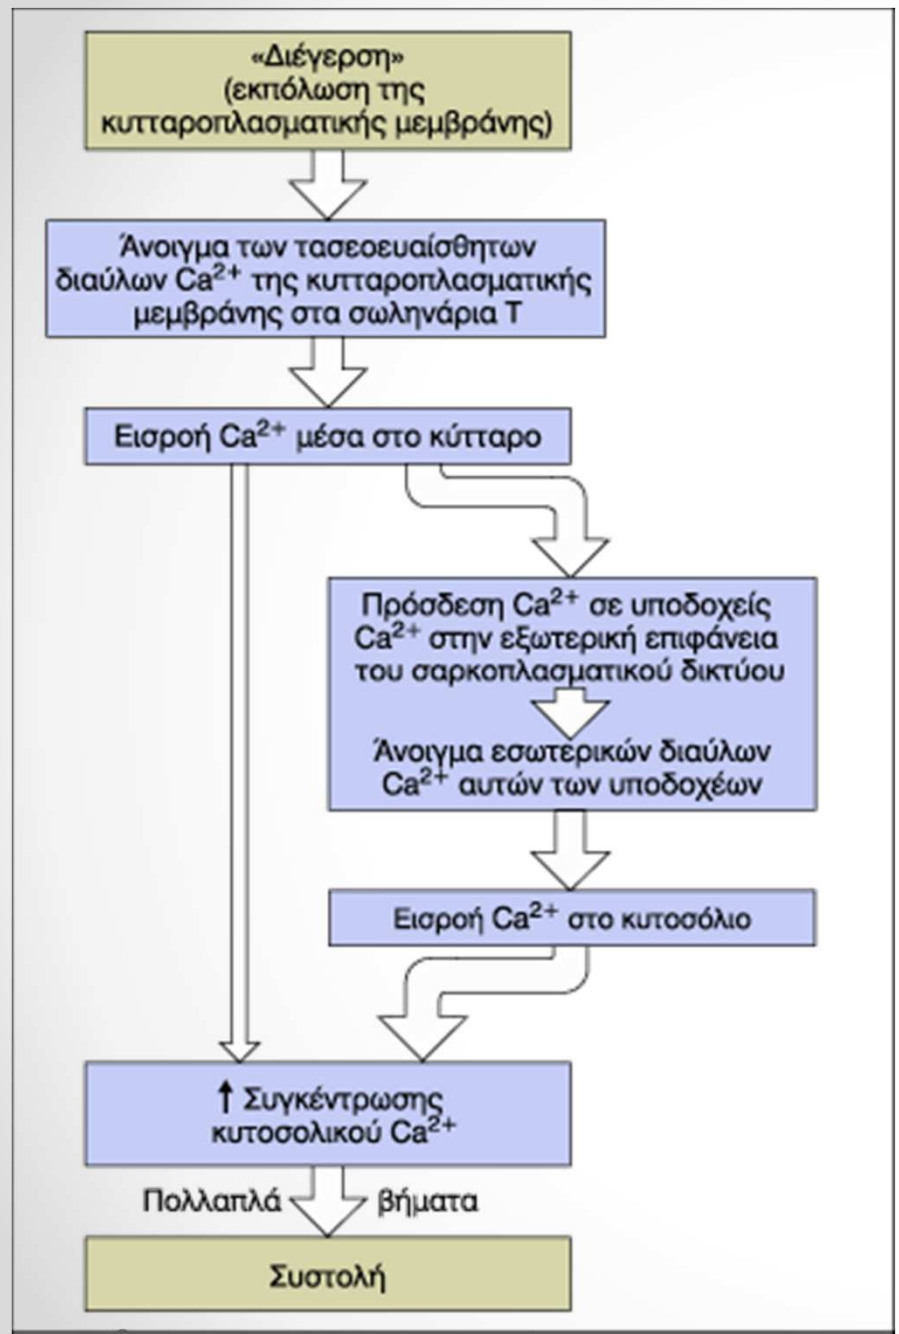 «Διέγερση»
(εκπόλωση της
κυτταροπλασματικής μεμβράνης)
Άνοιγμα των τασεοευαίσθητων
διαύλων Ca²⁺ της κυτταροπλασματικής
μεμβράνης στα σωληνάρια Τ
Εισροή Ca²⁺ μέσα στο κύτταρο
Πρόσδεση Ca²⁺ σε υποδοχείς
Ca²⁺ στην εξωτερική επιφάνεια
του σαρκοπλασματικού δικτύου
Άνοιγμα εσωτερικών διαύλων
Ca²⁺ αυτών των υποδοχέων
Εισροή Ca²⁺ στο κυτοσόλιο
↑ Συγκέντρωσης
κυτοσολικού Ca²⁺
Πολλαπλά βήματα
Συστολή